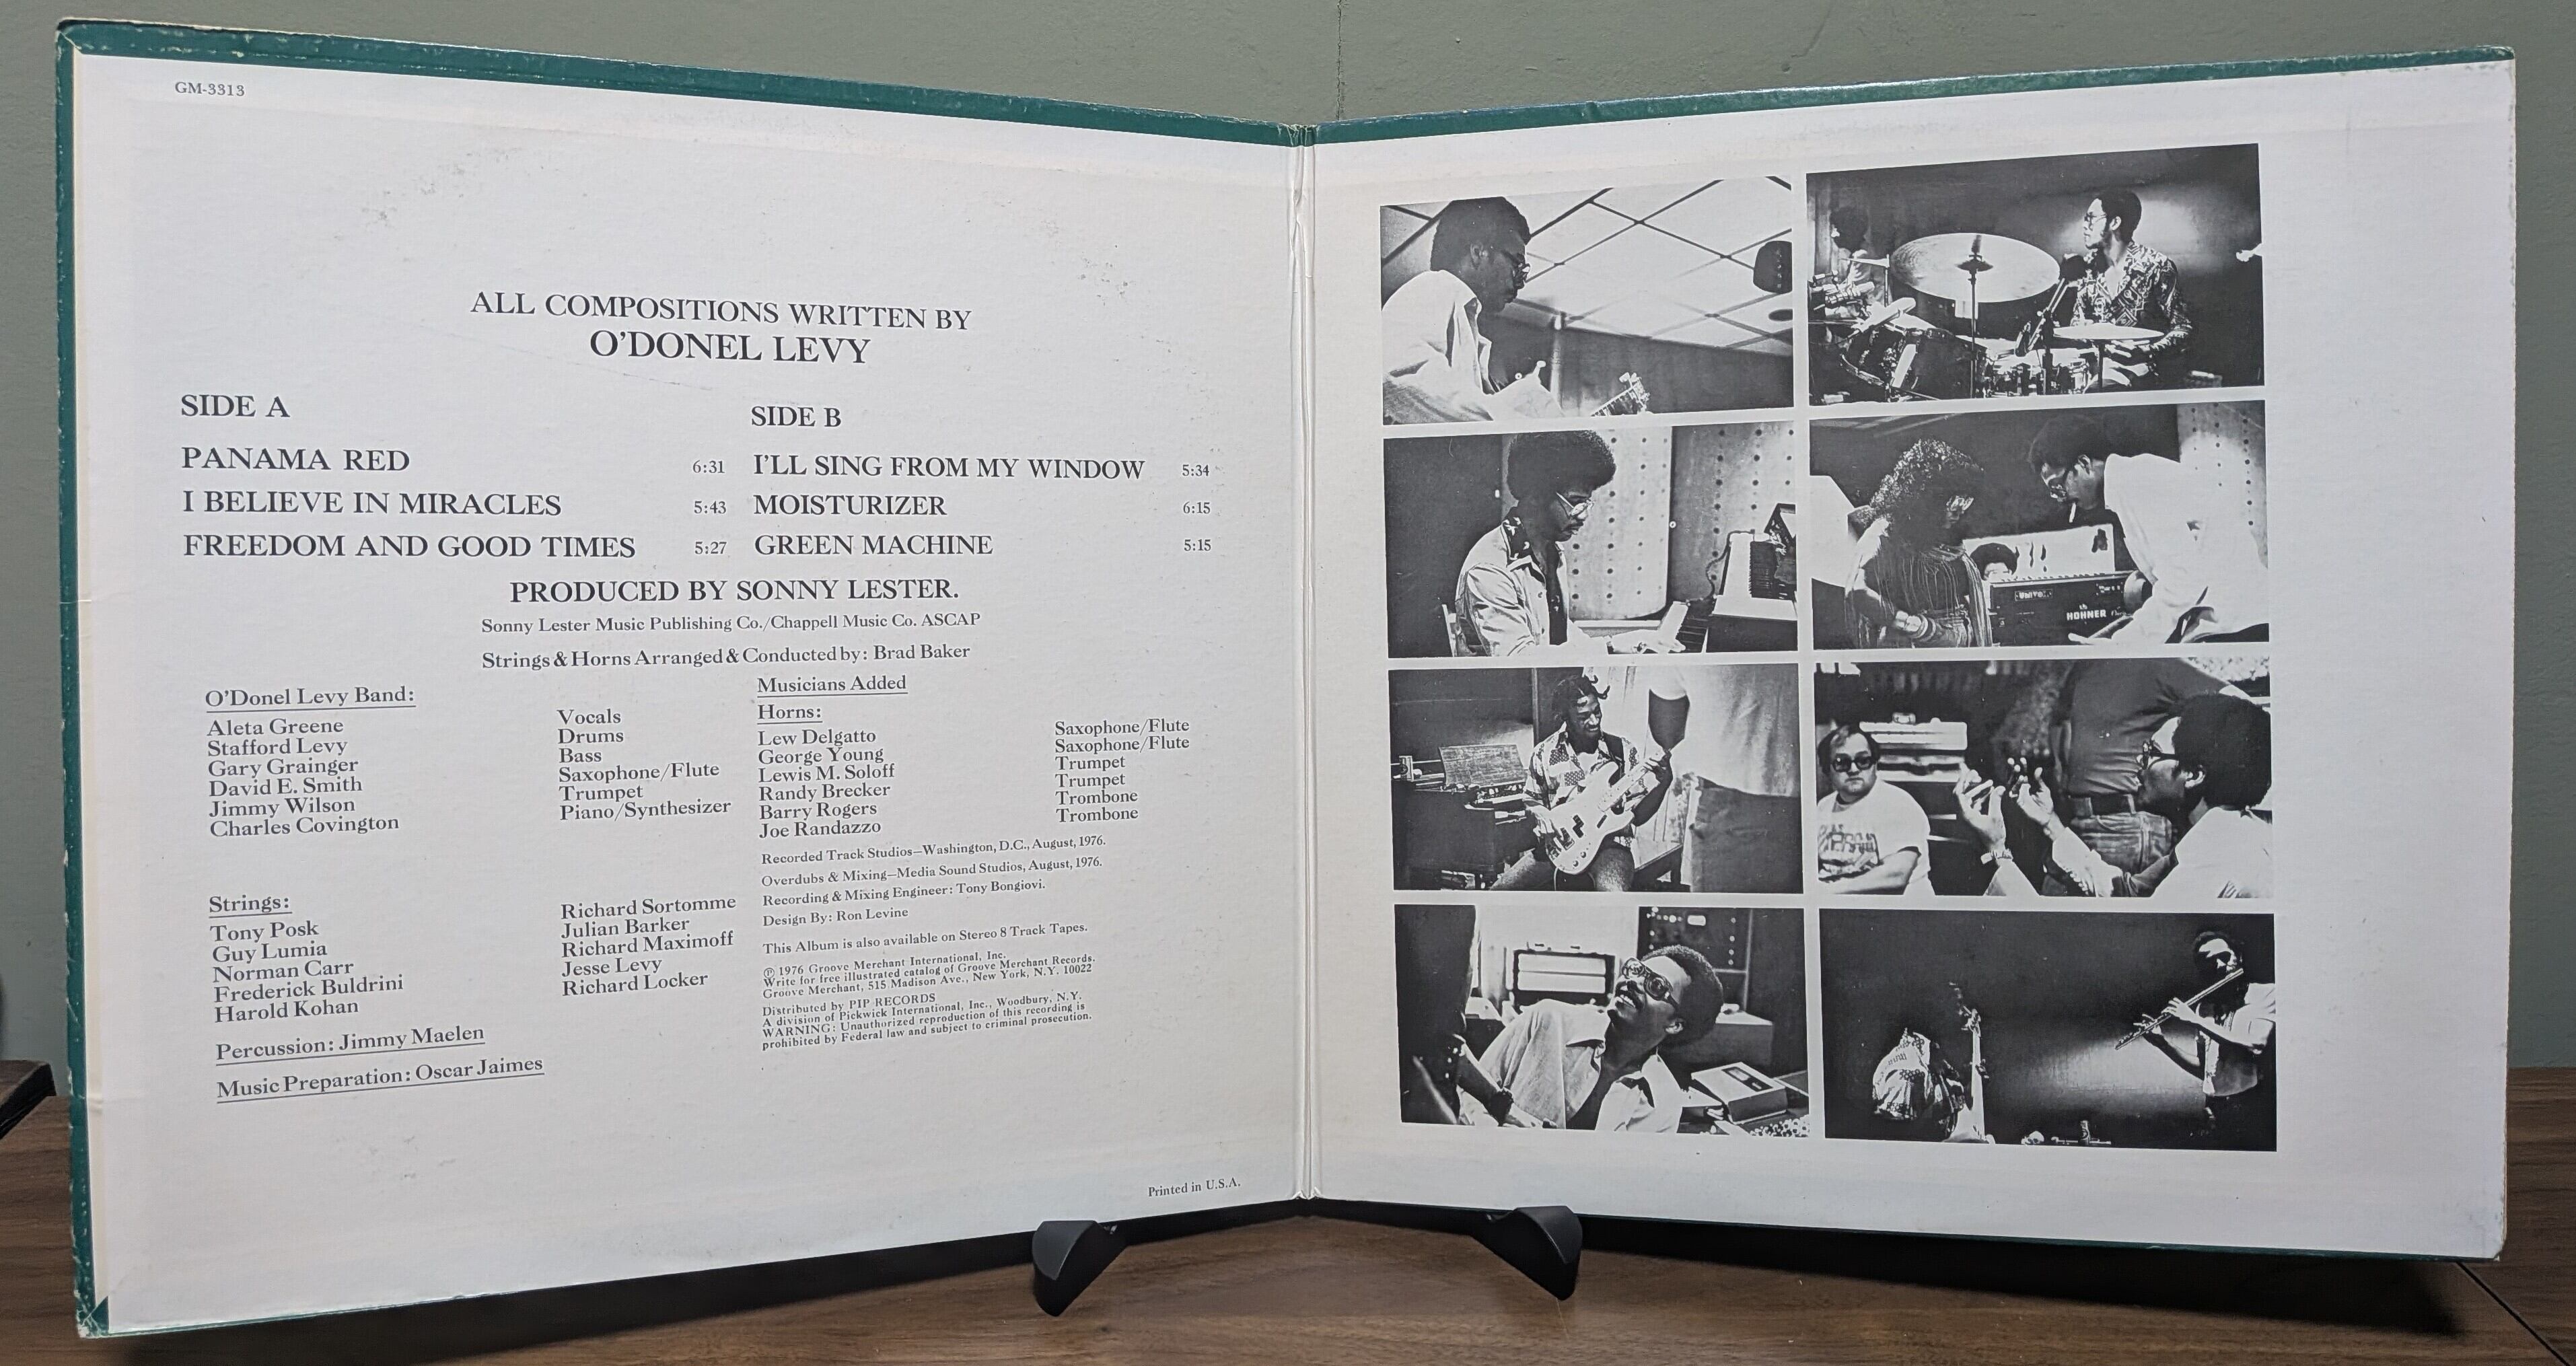 GM-3313
ALL COMPOSITIONS WRITTEN BY
O'DONEL LEVY
SIDE A
PANAMA RED 6:31
I BELIEVE IN MIRACLES 5:43
FREEDOM AND GOOD TIMES 5:27
SIDE B
I'LL SING FROM MY WINDOW 5:34
MOISTURIZER 6:15
GREEN MACHINE 5:15
PRODUCED BY SONNY LESTER.
Sonny Lester Music Publishing Co./Chappell Music Co. ASCAP
Strings & Horns Arranged & Conducted by: Brad Baker
O'Donel Levy Band:
Aleta Greene Vocals
Stafford Levy Drums
Gary Grainger Bass
David E. Smith Saxophone/Flute
Jimmy Wilson Trumpet
Charles Covington Piano/Synthesizer
Strings:
Tony Posk
Guy Lumia
Norman Carr
Frederick Buldrini
Harold Kohan
Richard Sortomme
Julian Barker
Richard Maximoff
Jesse Levy
Richard Locker
Percussion: Jimmy Maelen
Music Preparation: Oscar Jaimes
Musicians Added
Horns:
Lew Delgatto Saxophone/Flute
George Young Saxophone/Flute
Lewis M. Soloff Trumpet
Randy Brecker Trumpet
Barry Rogers Trombone
Joe Randazzo Trombone
Recorded Track Studios—Washington, D.C., August, 1976.
Overdubs & Mixing—Media Sound Studios, August, 1976.
Recording & Mixing Engineer: Tony Bongiovi.
Design By: Ron Levine
This Album is also available on Stereo 8 Track Tapes.
℗ 1976 Groove Merchant International, Inc.
Write for free illustrated catalog of Groove Merchant Records.
Groove Merchant, 515 Madison Ave., New York, N.Y. 10022
Distributed by PIP RECORDS
A division of Pickwick International, Inc., Woodbury, N.Y.
WARNING: Unauthorized reproduction of this recording is
prohibited by Federal law and subject to criminal prosecution.
Printed in U.S.A.
HOHNER